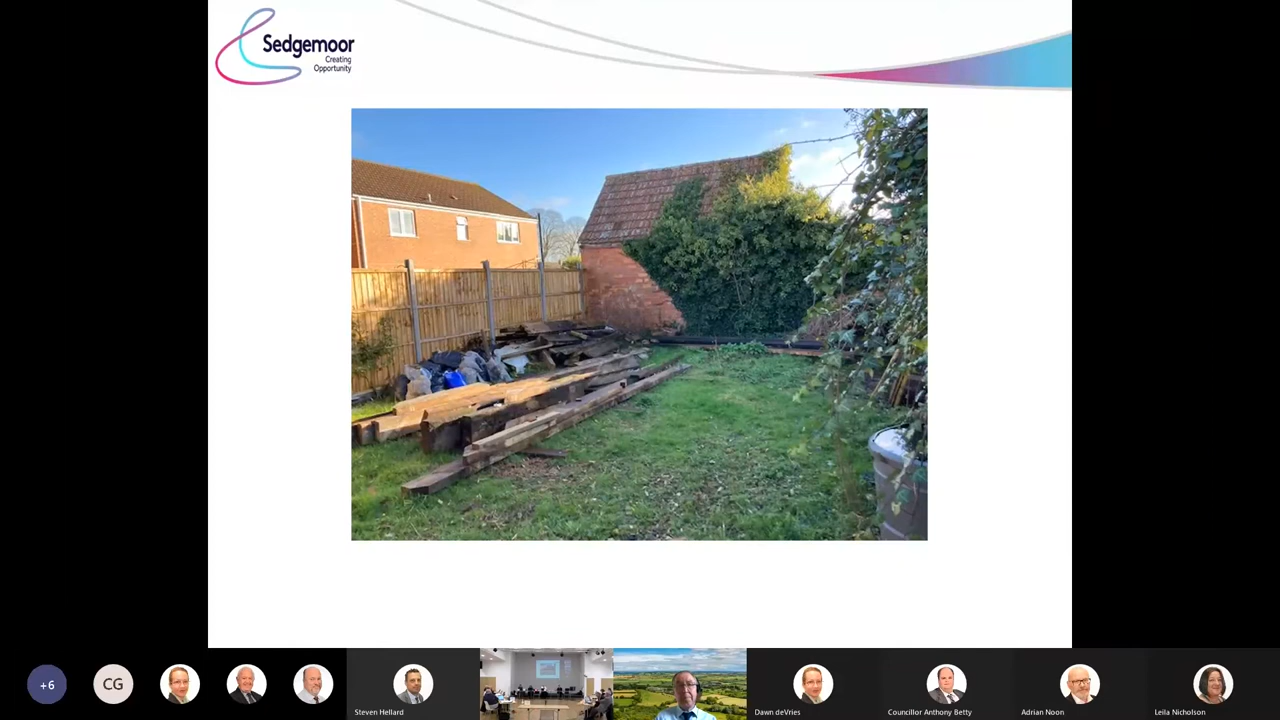 Sedgemoor
Creating
Opportunity
+6
CG
Steven Hellard
Dawn deVries
Councillor Anthony Betty
Adrian Noon
Leila Nicholson